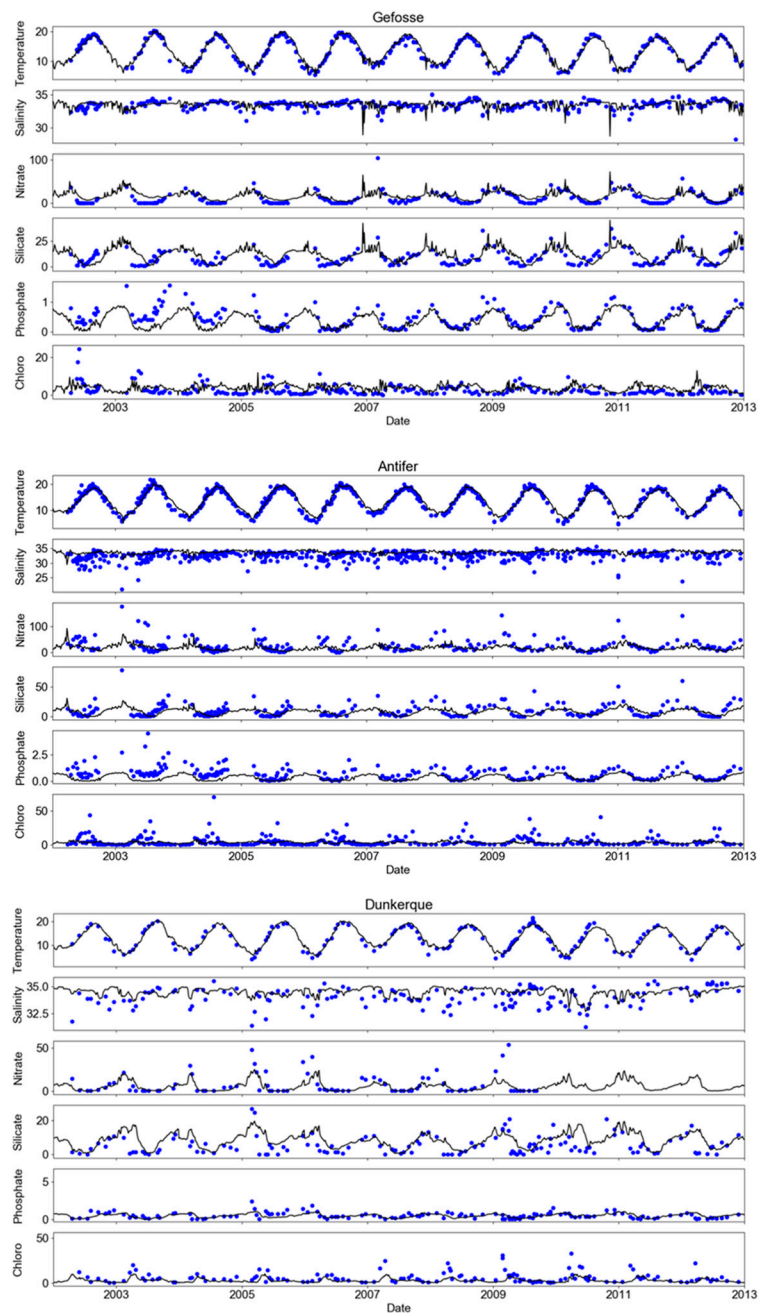 Gefosse
Temperature
20
10
Salinity
35
30
Nitrate
100
0
Silicate
25
0
Phosphate
1
0
Chloro
20
0
2003 2005 2007 2009 2011 2013
Date
Antifer
Temperature
20
10
Salinity
35
30
25
Nitrate
100
0
Silicate
50
0
Phosphate
2.5
0.0
Chloro
50
0
2003 2005 2007 2009 2011 2013
Date
Dunkerque
Temperature
20
10
Salinity
35.0
32.5
Nitrate
50
0
Silicate
20
0
Phosphate
5
0
Chloro
50
0
2003 2005 2007 2009 2011 2013
Date